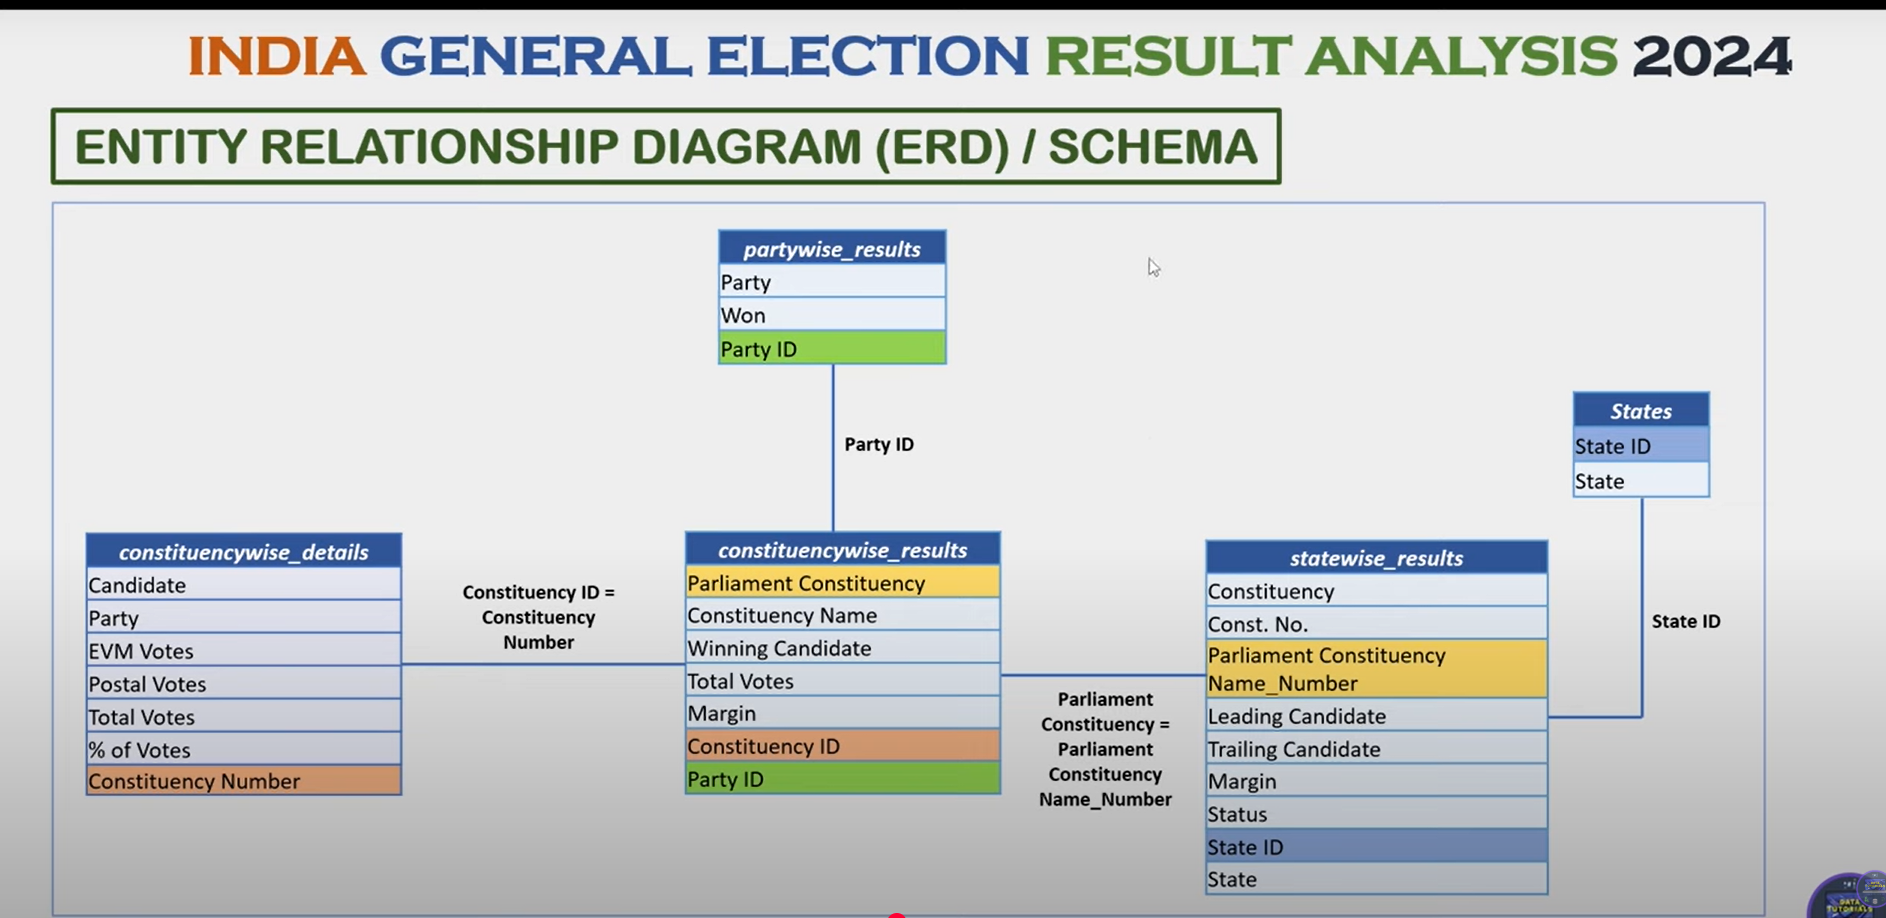 INDIA GENERAL ELECTION RESULT ANALYSIS 2024
ENTITY RELATIONSHIP DIAGRAM (ERD) / SCHEMA
partywise_results
Party
Won
Party ID
Party ID
States
State ID
State
State ID
constituencywise_details
Candidate
Party
EVM Votes
Postal Votes
Total Votes
% of Votes
Constituency Number
Constituency ID =
Constituency
Number
constituencywise_results
Parliament Constituency
Constituency Name
Winning Candidate
Total Votes
Margin
Constituency ID
Party ID
Parliament
Constituency =
Parliament
Constituency
Name_Number
statewise_results
Constituency
Const. No.
Parliament Constituency
Name_Number
Leading Candidate
Trailing Candidate
Margin
Status
State ID
State
DATA
TUTORIALS